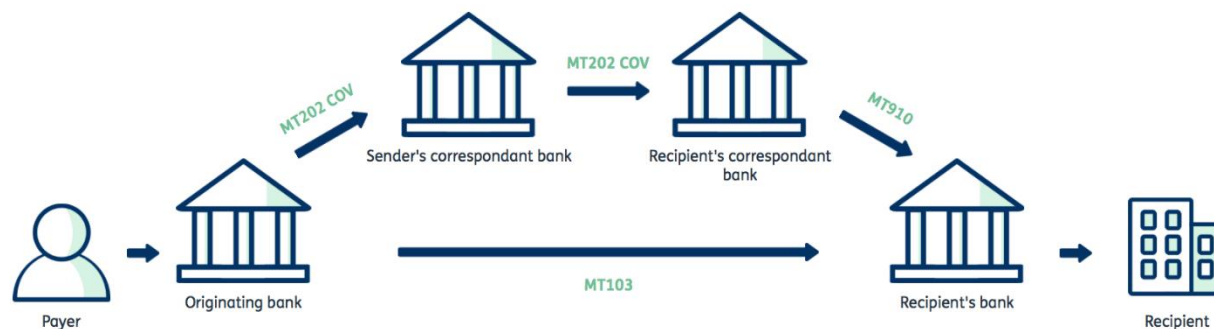 MT202 COV
MT202 COV
MT910
Sender's correspondant bank
Recipient's correspondant
bank
MT103
Payer
Originating bank
Recipient's bank
Recipient